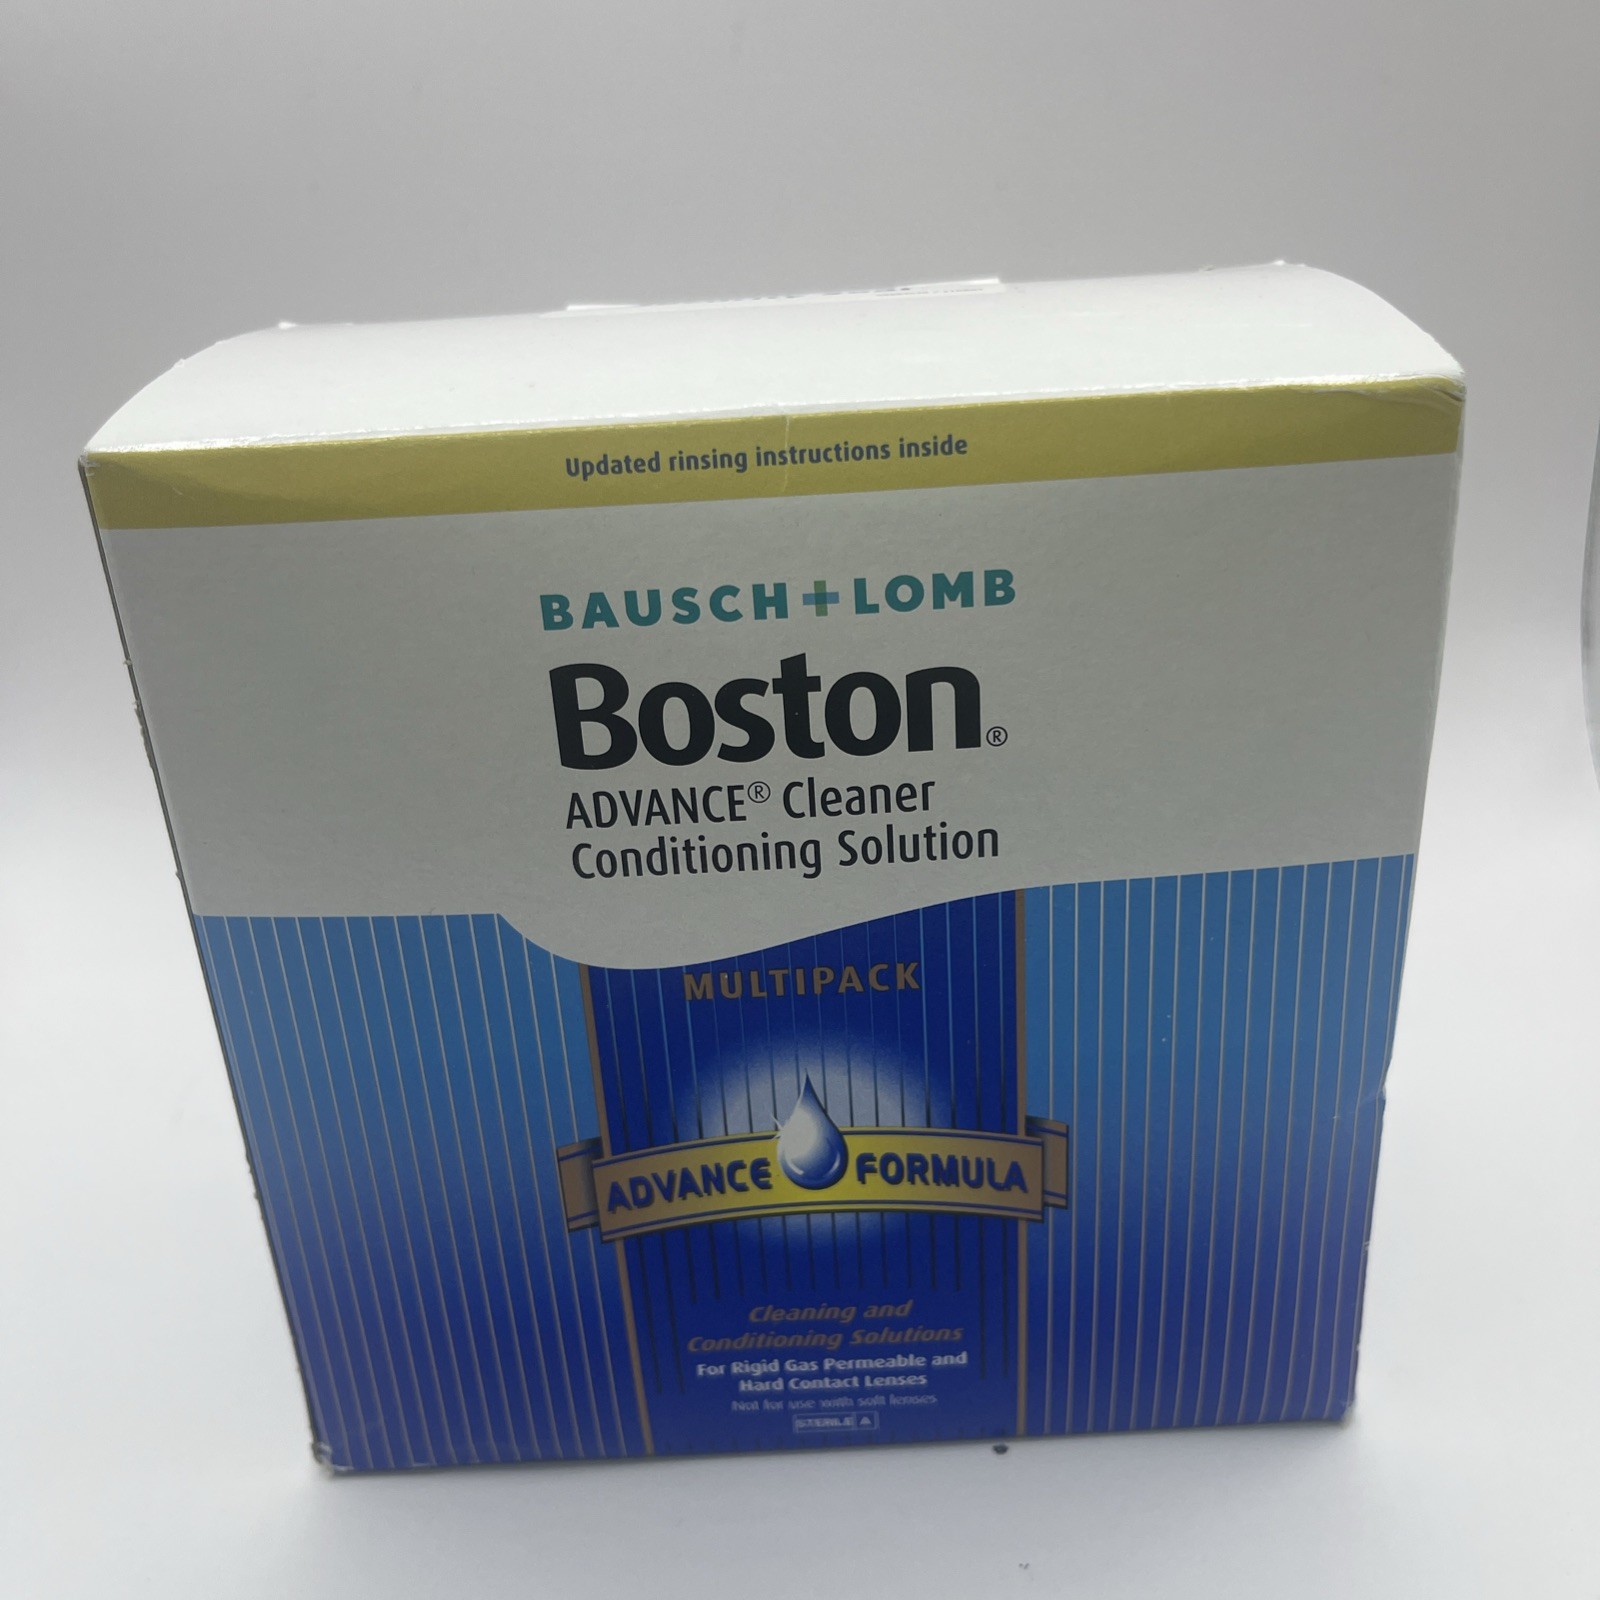 Updated rinsing instructions inside
BAUSCH+LOMB
Boston®
ADVANCE® Cleaner
Conditioning Solution
MULTIPACK
ADVANCE FORMULA
Cleaning and
Conditioning Solutions
For Rigid Gas Permeable and
Hard Contact Lenses
Not for use with soft lenses
STERILE A